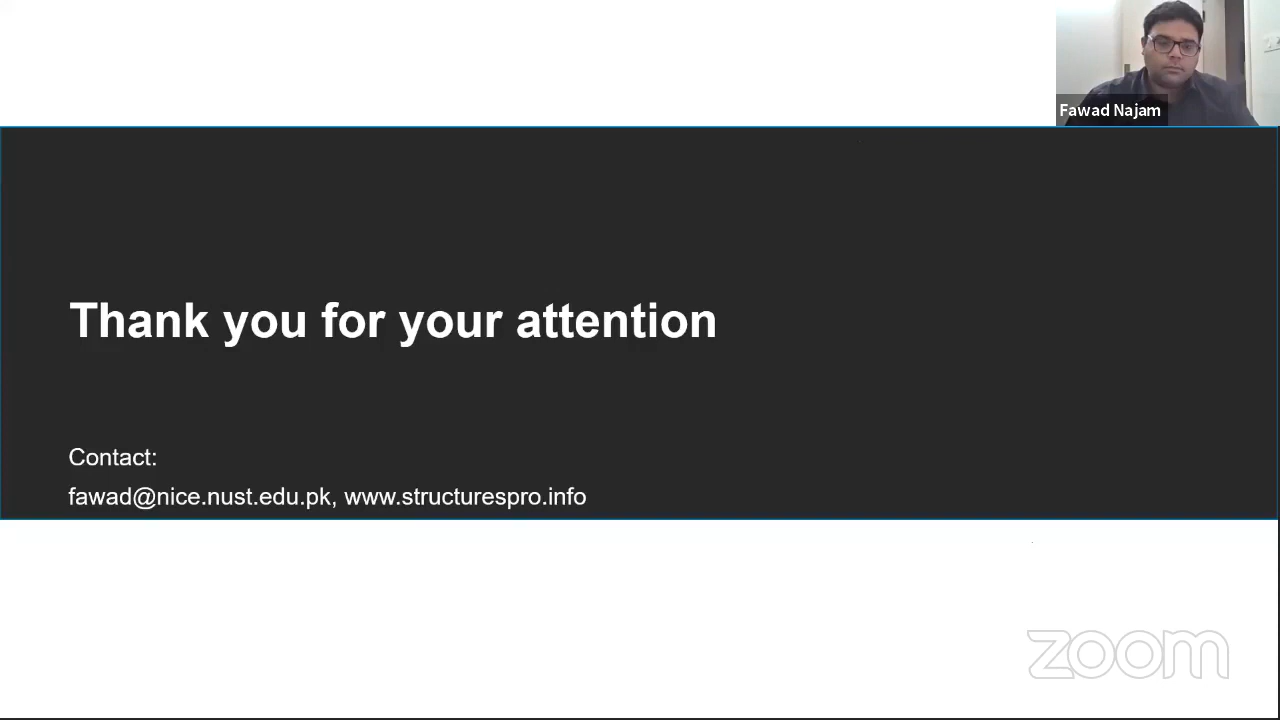 Fawad Najam
Thank you for your attention
Contact:
fawad@nice.nust.edu.pk, www.structurespro.info
zoom